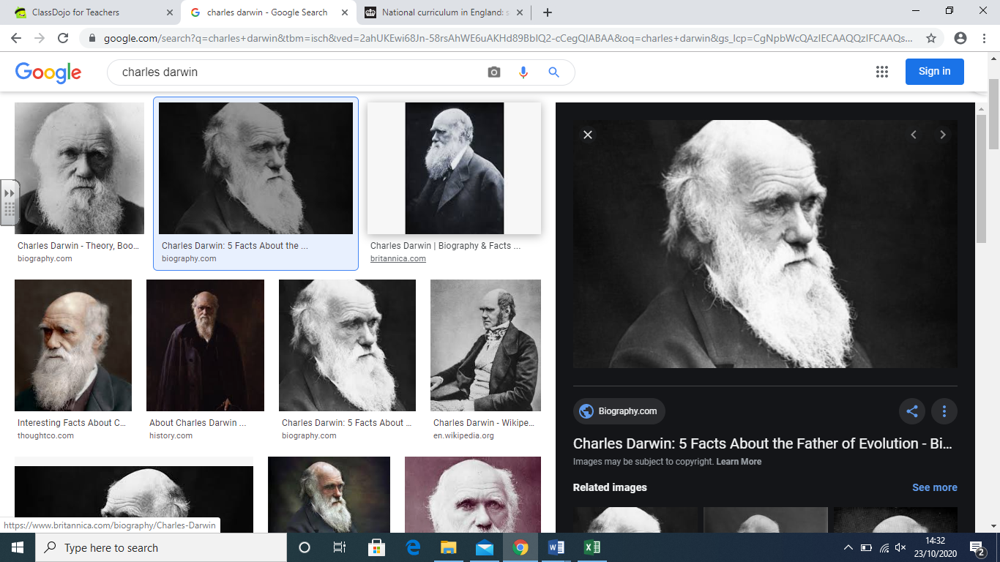 ClassDojo for Teachers
charles darwin - Google Search
National curriculum in England: s
google.com/search?q=charles+darwin&tbm=isch&ved=2ahUKEwi68Jn-58rsAhWE6uAKHd89BbIQ2-cCegQIABAA&oq=charles+darwin&gs_lcp=CgNpbWcQAzIECAAQQzIFCAAQs...
Google
charles darwin
Sign in
Charles Darwin - Theory, Boo...
biography.com
Charles Darwin: 5 Facts About the ...
biography.com
Charles Darwin | Biography & Facts ...
britannica.com
Interesting Facts About C...
thoughtco.com
About Charles Darwin ...
history.com
Charles Darwin: 5 Facts About ...
biography.com
Charles Darwin - Wikipe...
en.wikipedia.org
Biography.com
Charles Darwin: 5 Facts About the Father of Evolution - Bi...
Images may be subject to copyright. Learn More
Related images
See more
https://www.britannica.com/biography/Charles-Darwin
Type here to search
14:32
23/10/2020
2